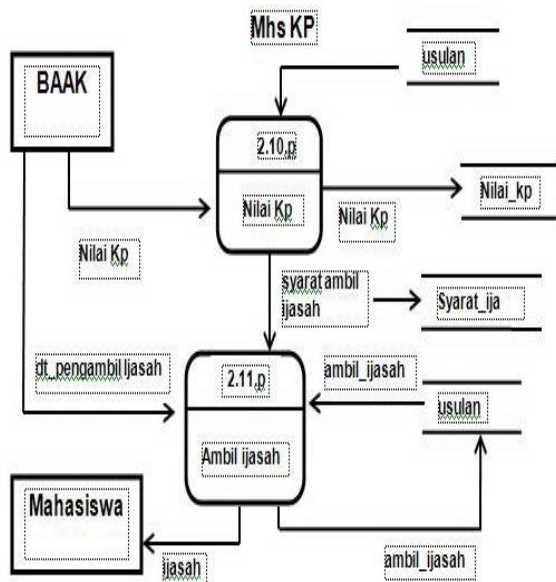 Mhs KP
usulan
BAAK
2.10.p
Nilai Kp
Nilai_kp
Nilai Kp
Nilai Kp
syarat ambil
ijasah
Syarat_ija
dt_pengambil Ijasah
2.11.p
ambil_ijasah
usulan
Ambil ijasah
Mahasiswa
ijasah
ambil_ijasah